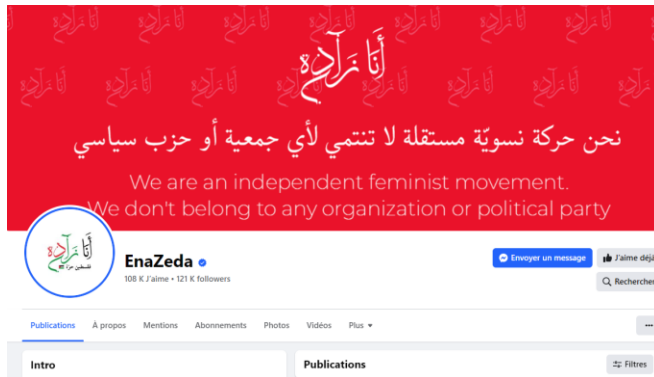 أنا زادة
نحن حركة نسويّة مستقلة لا تنتمي لأي جمعية أو حزب سياسي
We are an independent feminist movement.
We don't belong to any organization or political party
أنا زادة
EnaZeda
108 K J'aime • 121 K followers
Envoyer un message
J'aime déjà
Rechercher
Publications À propos Mentions Abonnements Photos Vidéos Plus
Intro
Publications
Filtres